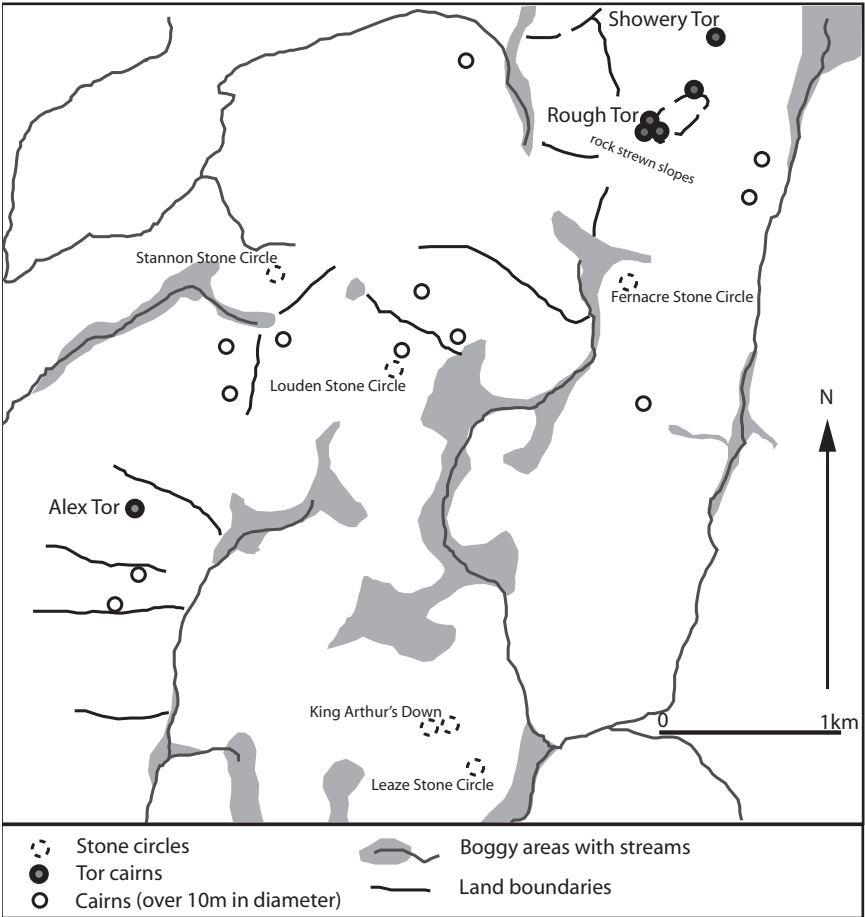 Showery Tor
Rough Tor
rock strewn slopes
Stannon Stone Circle
Fernacre Stone Circle
Louden Stone Circle
N
Alex Tor
King Arthur's Down
0 1km
Leaze Stone Circle
Stone circles
Tor cairns
Cairns (over 10m in diameter)
Boggy areas with streams
Land boundaries